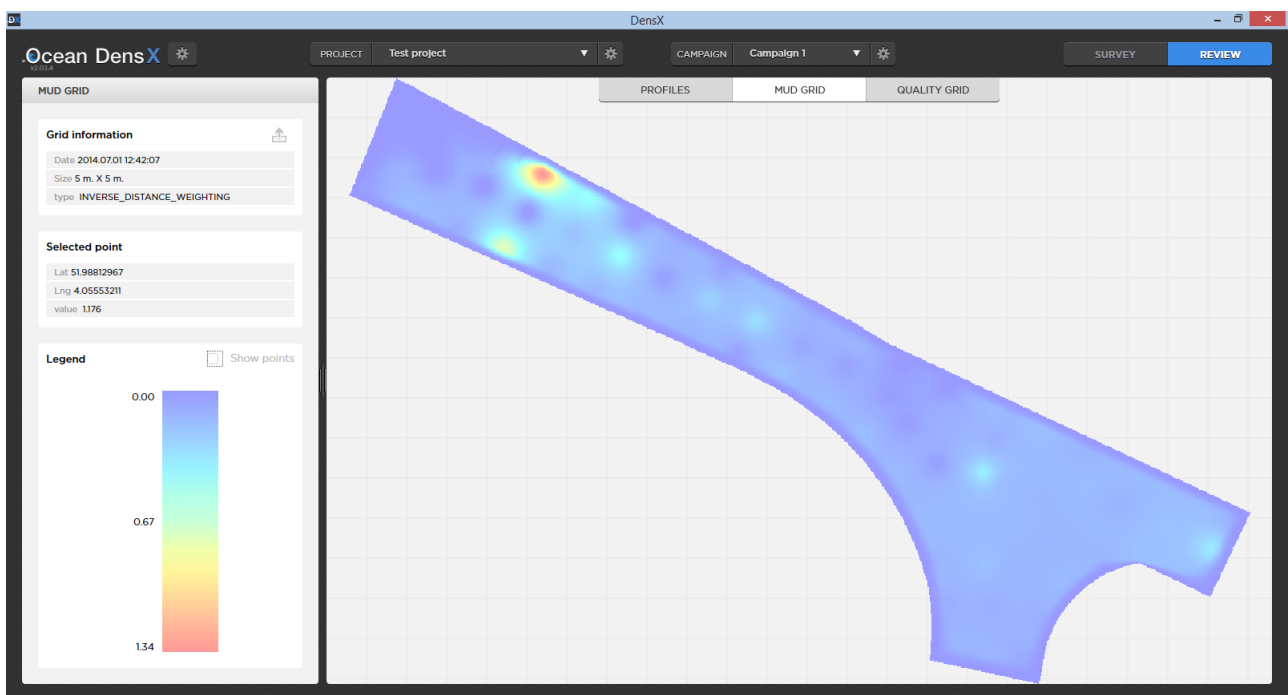 DX
DensX
.Ocean DensX
v2.01.4
PROJECT Test project
CAMPAIGN Campaign 1
SURVEY REVIEW
MUD GRID
PROFILES MUD GRID QUALITY GRID
Grid information
Date 2014.07.01 12:42:07
Size 5 m. X 5 m.
type INVERSE_DISTANCE_WEIGHTING
Selected point
Lat 51.98812967
Lng 4.05553211
value 1.176
Legend Show points
0.00
0.67
1.34